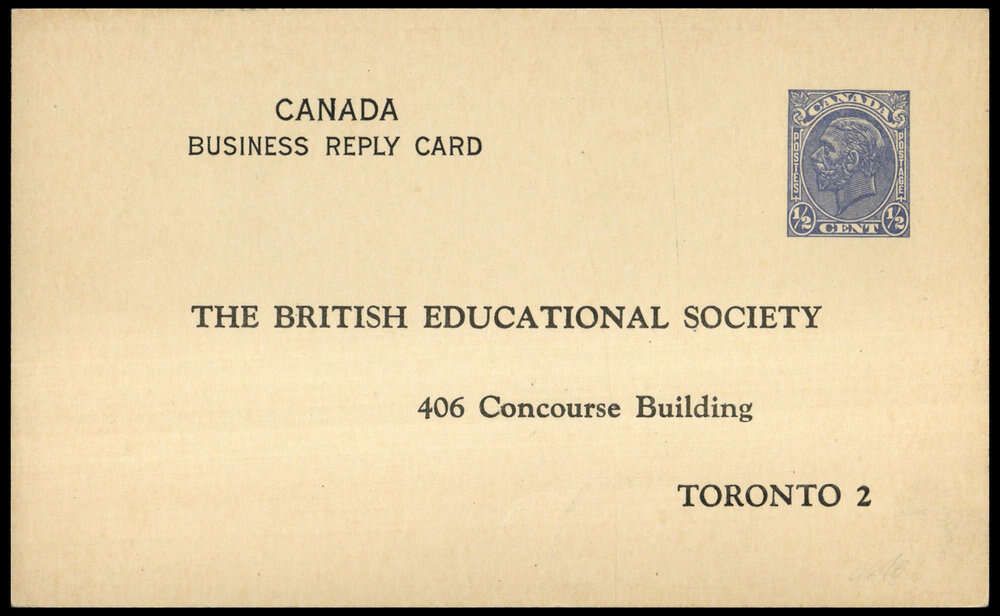 CANADA
BUSINESS REPLY CARD
CANADA
POSTES
POSTAGE
½ CENT ½
THE BRITISH EDUCATIONAL SOCIETY
406 Concourse Building
TORONTO 2